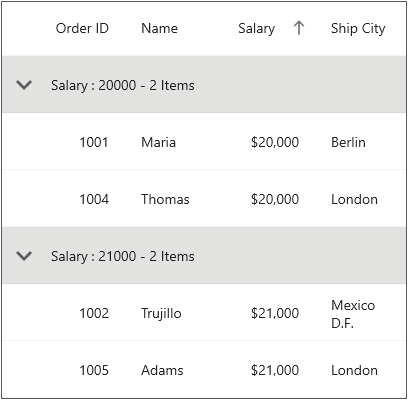 Order ID Name Salary Ship City
Salary : 20000 - 2 Items
1001 Maria $20,000 Berlin
1004 Thomas $20,000 London
Salary : 21000 - 2 Items
1002 Trujillo $21,000 Mexico
D.F.
1005 Adams $21,000 London